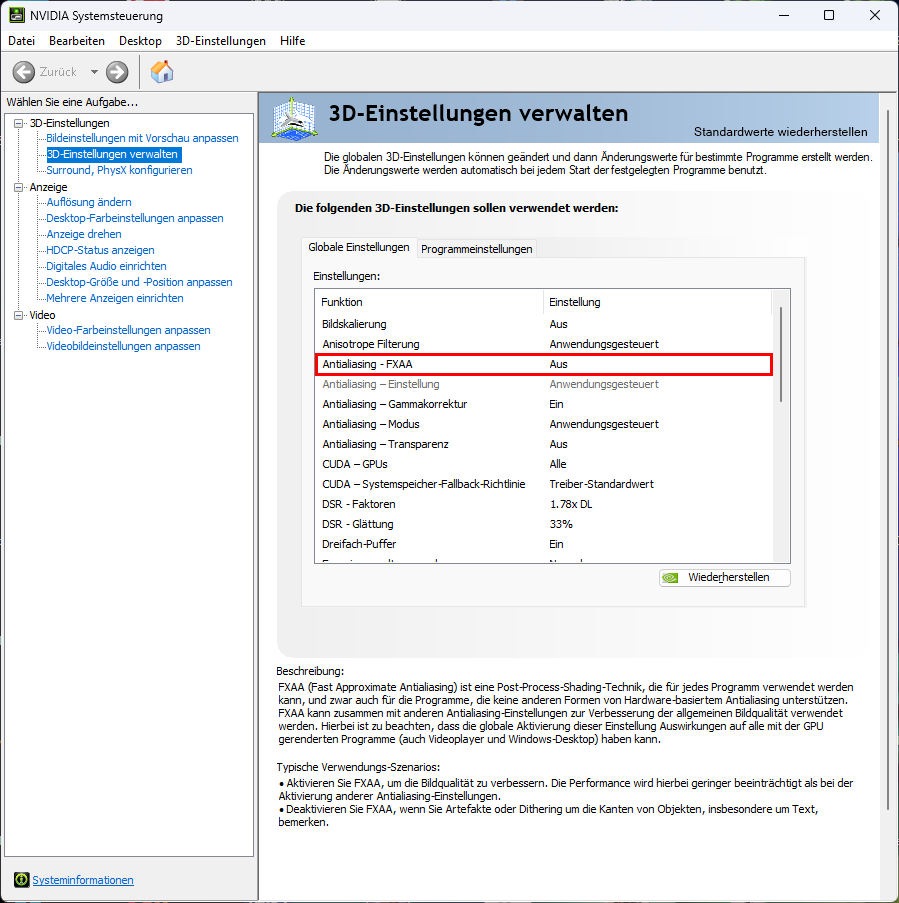 NVIDIA Systemsteuerung
Datei Bearbeiten Desktop 3D-Einstellungen Hilfe
Zurück
Wählen Sie eine Aufgabe...
3D-Einstellungen
Bildeinstellungen mit Vorschau anpassen
3D-Einstellungen verwalten
Surround, PhysX konfigurieren
Anzeige
Auflösung ändern
Desktop-Farbeinstellungen anpassen
Anzeige drehen
HDCP-Status anzeigen
Digitales Audio einrichten
Desktop-Größe und -Position anpassen
Mehrere Anzeigen einrichten
Video
Video-Farbeinstellungen anpassen
Videobildeinstellungen anpassen
Systeminformationen
3D-Einstellungen verwalten
Standardwerte wiederherstellen
Die globalen 3D-Einstellungen können geändert und dann Änderungswerte für bestimmte Programme erstellt werden.
Die Änderungswerte werden automatisch bei jedem Start der festgelegten Programme benutzt.
Die folgenden 3D-Einstellungen sollen verwendet werden:
Globale Einstellungen Programmeinstellungen
Einstellungen:
Funktion Einstellung
Bildskalierung Aus
Anisotrope Filterung Anwendungsgesteuert
Antialiasing - FXAA Aus
Antialiasing – Einstellung Anwendungsgesteuert
Antialiasing – Gammakorrektur Ein
Antialiasing – Modus Anwendungsgesteuert
Antialiasing – Transparenz Aus
CUDA – GPUs Alle
CUDA – Systemspeicher-Fallback-Richtlinie Treiber-Standardwert
DSR - Faktoren 1.78x DL
DSR - Glättung 33%
Dreifach-Puffer Ein
Wiederherstellen
Beschreibung:
FXAA (Fast Approximate Antialiasing) ist eine Post-Process-Shading-Technik, die für jedes Programm verwendet werden
kann, und zwar auch für die Programme, die keine anderen Formen von Hardware-basiertem Antialiasing unterstützen.
FXAA kann zusammen mit anderen Antialiasing-Einstellungen zur Verbesserung der allgemeinen Bildqualität verwendet
werden. Hierbei ist zu beachten, dass die globale Aktivierung dieser Einstellung Auswirkungen auf alle mit der GPU
gerenderten Programme (auch Videoplayer und Windows-Desktop) haben kann.
Typische Verwendungs-Szenarios:
• Aktivieren Sie FXAA, um die Bildqualität zu verbessern. Die Performance wird hierbei geringer beeinträchtigt als bei der
Aktivierung anderer Antialiasing-Einstellungen.
• Deaktivieren Sie FXAA, wenn Sie Artefakte oder Dithering um die Kanten von Objekten, insbesondere um Text,
bemerken.